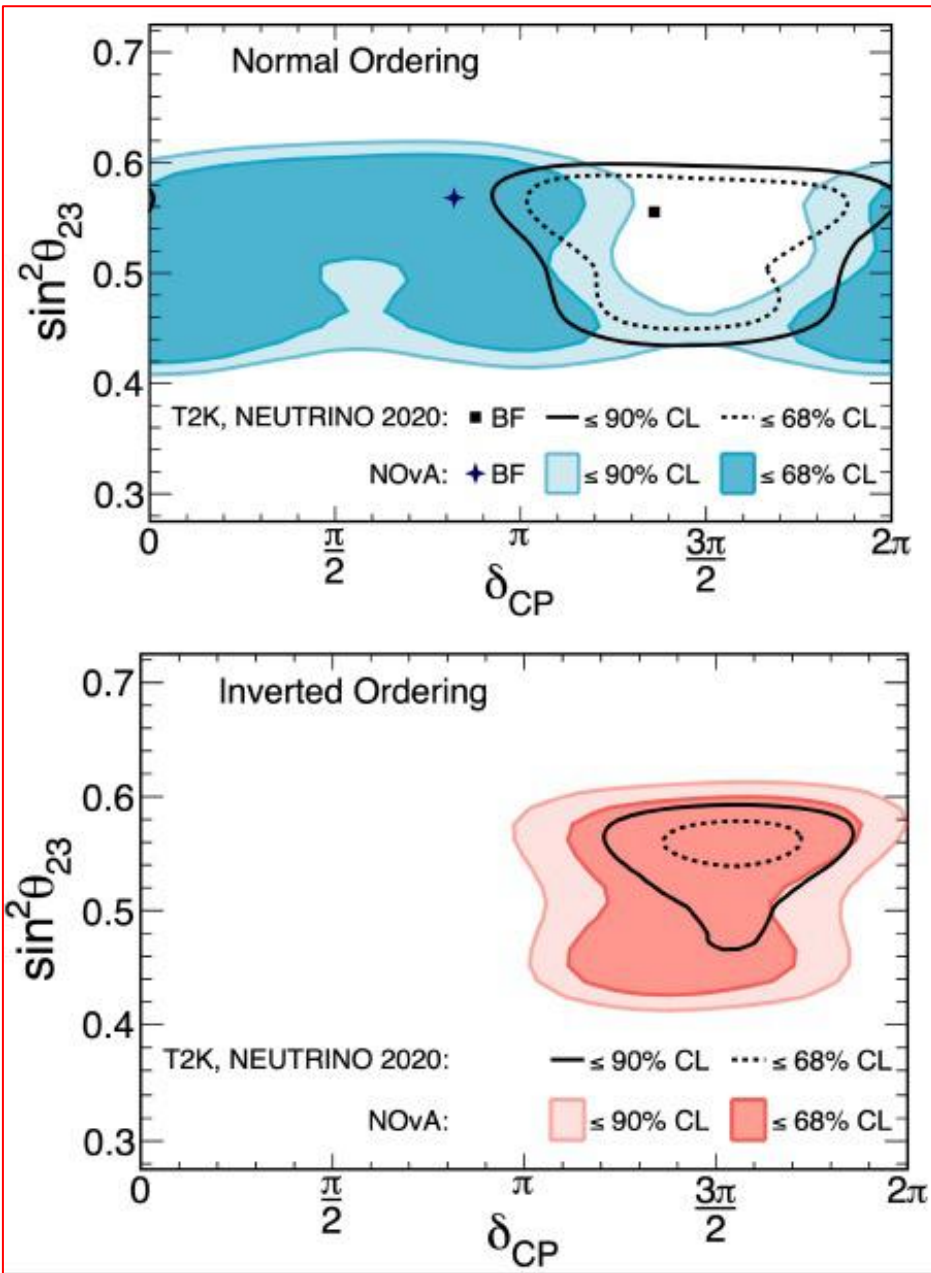 0.7
Normal Ordering
0.6
sin²θ₂₃
0.5
0.4
T2K, NEUTRINO 2020: ■ BF ≤ 90% CL ≤ 68% CL
NOvA: ✦ BF ≤ 90% CL ≤ 68% CL
0.3
0 π/2 π 3π/2 2π
δCP
0.7
Inverted Ordering
0.6
sin²θ₂₃
0.5
0.4
T2K, NEUTRINO 2020: ≤ 90% CL ≤ 68% CL
NOvA: ≤ 90% CL ≤ 68% CL
0.3
0 π/2 π 3π/2 2π
δCP